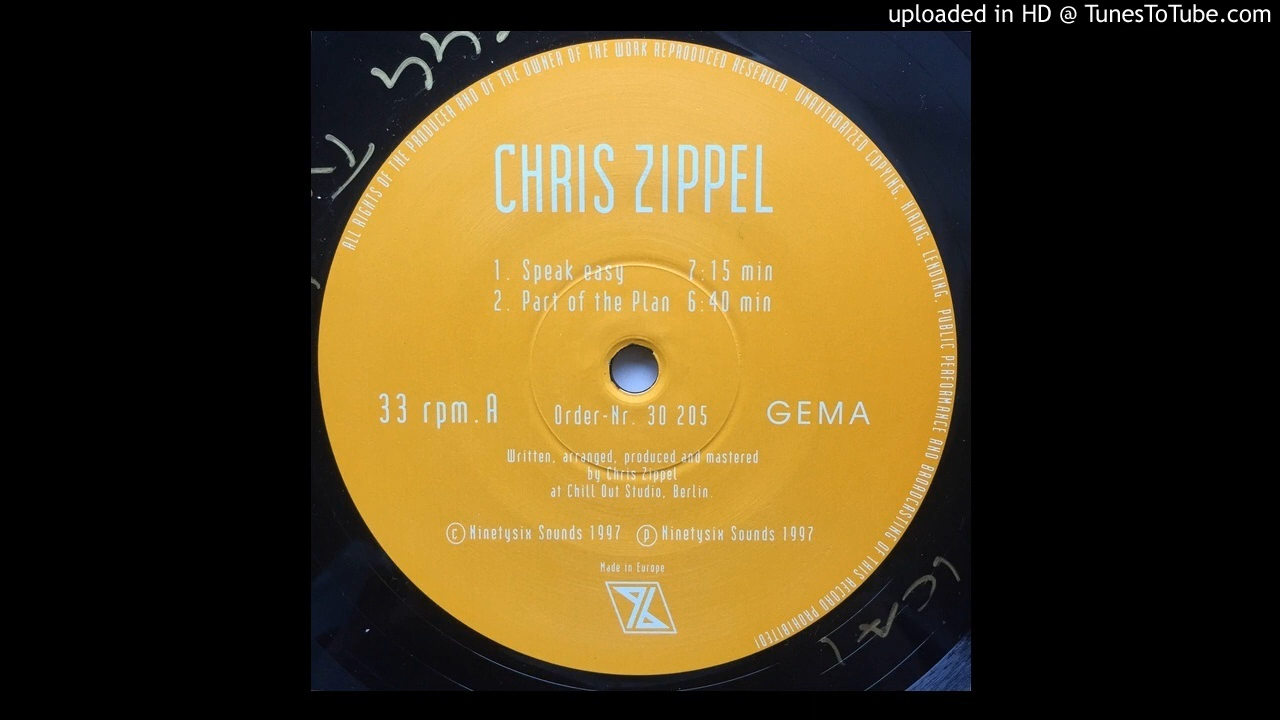 uploaded in HD @ TunesToTube.com
ALL RIGHTS OF THE PRODUCER AND OF THE OWNER OF THE WORK REPRODUCED RESERVED. UNAUTHORIZED COPYING, HIRING, LENDING, PUBLIC PERFORMANCE AND BROADCASTING OF THIS RECORD PROHIBITED!
CHRIS ZIPPEL
1. Speak easy 7:15 min
2. Part of the Plan 6:40 min
33 rpm.A Order-Nr. 30 205 GEMA
Written, arranged, produced and mastered
by Chris Zippel
at Chill Out Studio, Berlin.
©Ninetysix Sounds 1997 ℗Ninetysix Sounds 1997
Made in Europe
96